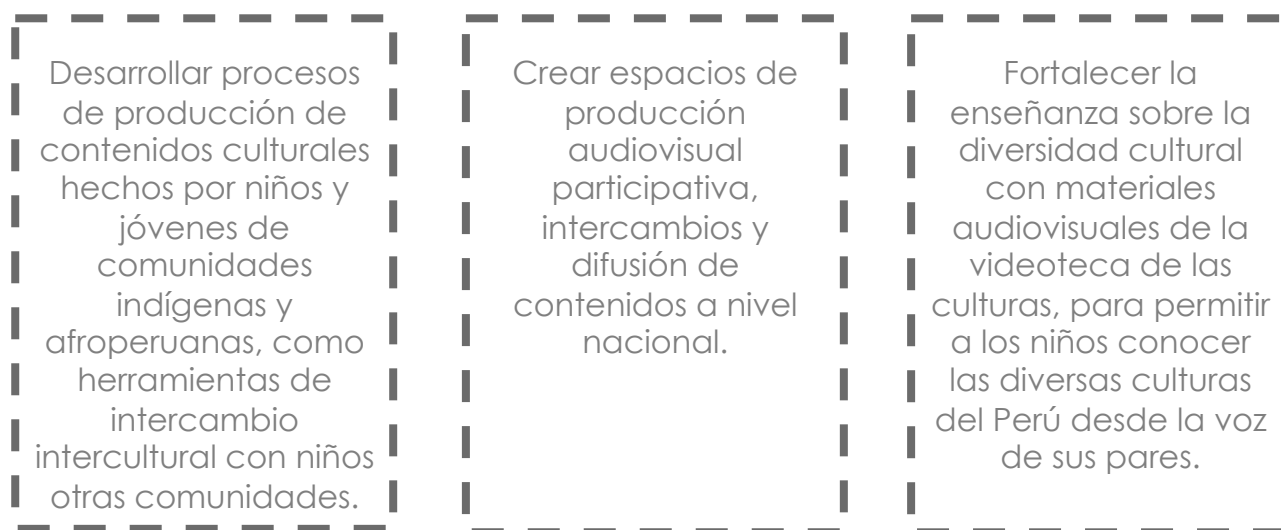 Desarrollar procesos
de producción de
contenidos culturales
hechos por niños y
jóvenes de
comunidades
indígenas y
afroperuanas, como
herramientas de
intercambio
intercultural con niños
otras comunidades.
Crear espacios de
producción
audiovisual
participativa,
intercambios y
difusión de
contenidos a nivel
nacional.
Fortalecer la
enseñanza sobre la
diversidad cultural
con materiales
audiovisuales de la
videoteca de las
culturas, para permitir
a los niños conocer
las diversas culturas
del Perú desde la voz
de sus pares.